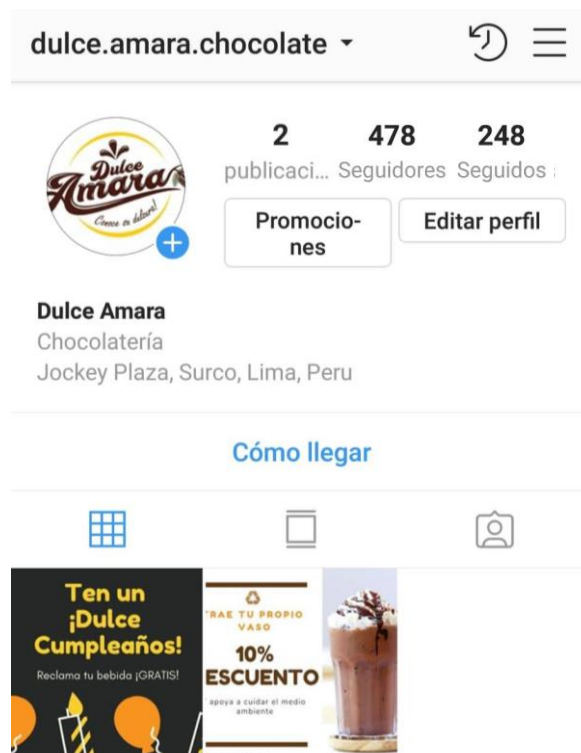 dulce.amara.chocolate
Dulce
Amara
2 478 248
publicaci... Seguidores Seguidos
Promocio-
nes
Editar perfil
Dulce Amara
Chocolatería
Jockey Plaza, Surco, Lima, Peru
Cómo llegar
Ten un
¡Dulce
Cumpleaños!
Reclama tu bebida ¡GRATIS!
RAE TU PROPIO
VASO
10%
ESCUENTO
apoya a cuidar el medio
ambiente